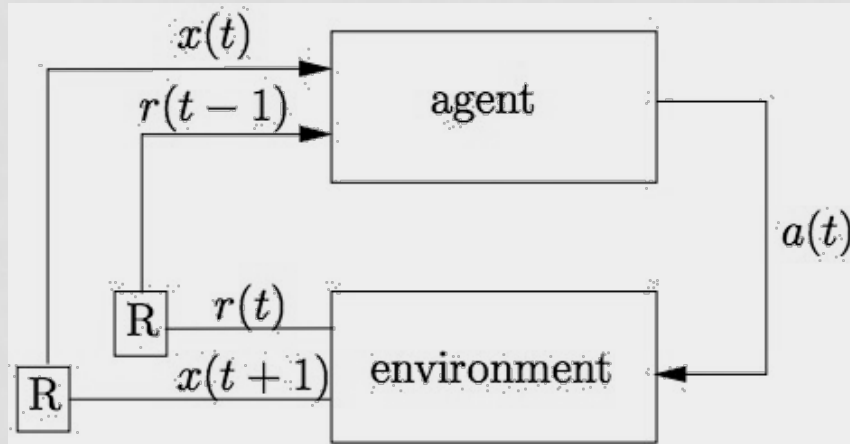 x(t)
r(t − 1)
agent
a(t)
R
r(t)
R
x(t + 1)
environment